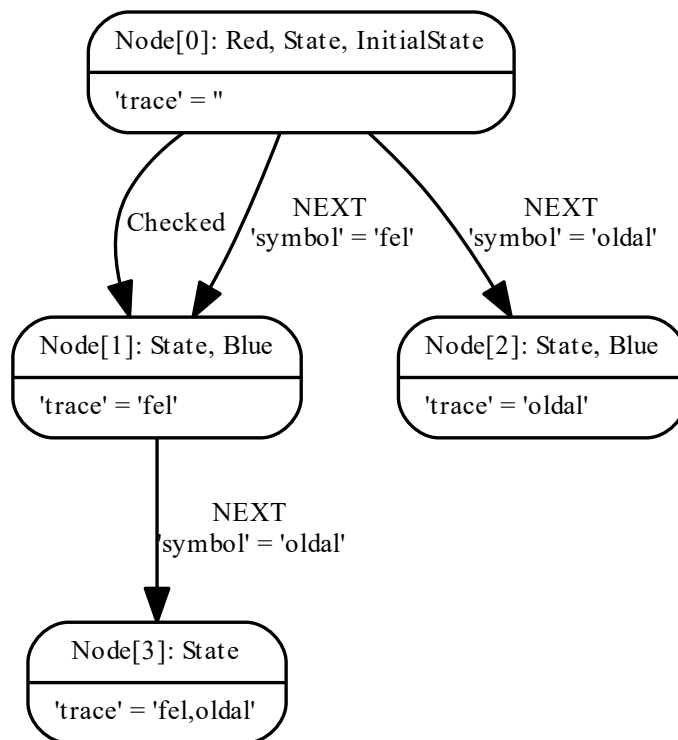 Node[0]: Red, State, InitialState
'trace' = ''
Checked
NEXT
'symbol' = 'fel'
NEXT
'symbol' = 'oldal'
Node[1]: State, Blue
'trace' = 'fel'
Node[2]: State, Blue
'trace' = 'oldal'
NEXT
'symbol' = 'oldal'
Node[3]: State
'trace' = 'fel,oldal'